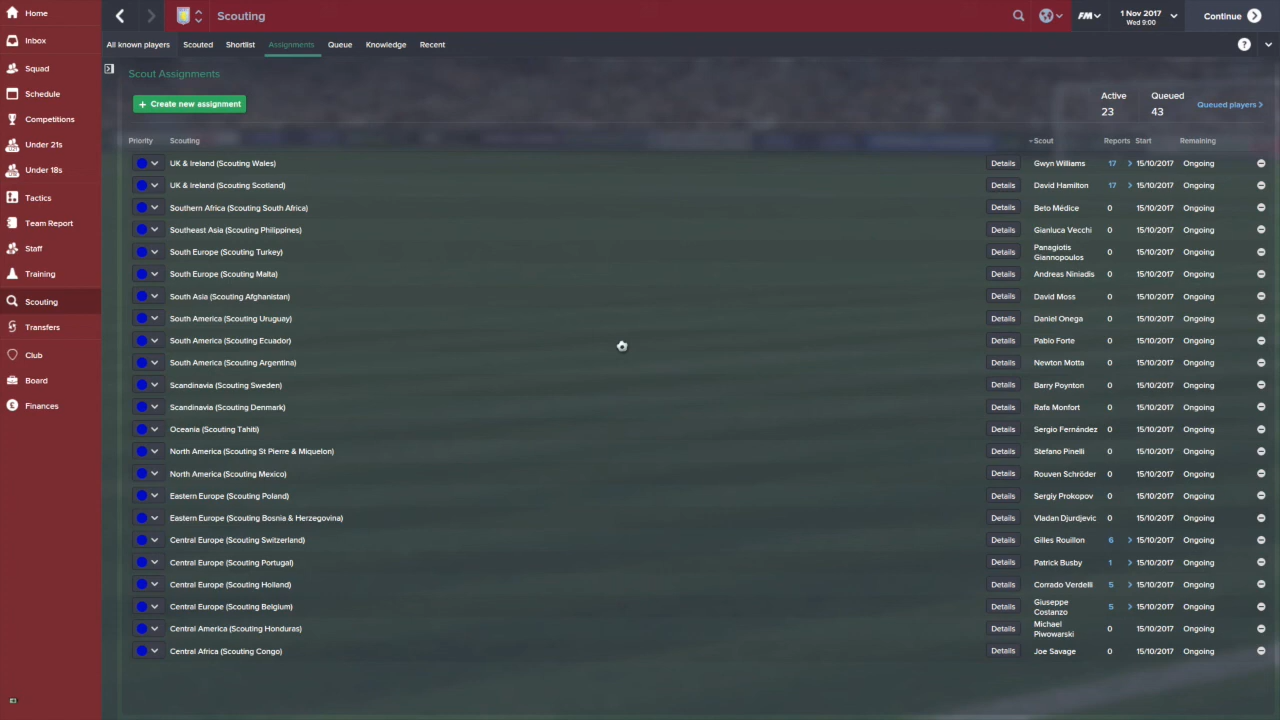 Home
Inbox
Squad
Schedule
Competitions
Under 21s
Under 18s
Tactics
Team Report
Staff
Training
Scouting
Transfers
Club
Board
Finances
Scouting
FM
1 Nov 2017
Wed 9:00
Continue
All known players Scouted Shortlist Assignments Queue Knowledge Recent
?
Scout Assignments
+ Create new assignment
Active Queued
23 43
Queued players >
Priority Scouting Scout Reports Start Remaining
UK & Ireland (Scouting Wales) Details Gwyn Williams 17 > 15/10/2017 Ongoing
UK & Ireland (Scouting Scotland) Details David Hamilton 17 > 15/10/2017 Ongoing
Southern Africa (Scouting South Africa) Details Beto Médice 0 15/10/2017 Ongoing
Southeast Asia (Scouting Philippines) Details Gianluca Vecchi 0 15/10/2017 Ongoing
South Europe (Scouting Turkey) Details Panagiotis Giannopoulos 0 15/10/2017 Ongoing
South Europe (Scouting Malta) Details Andreas Niniadis 0 15/10/2017 Ongoing
South Asia (Scouting Afghanistan) Details David Moss 0 15/10/2017 Ongoing
South America (Scouting Uruguay) Details Daniel Onega 0 15/10/2017 Ongoing
South America (Scouting Ecuador) Details Pablo Forte 0 15/10/2017 Ongoing
South America (Scouting Argentina) Details Newton Motta 0 15/10/2017 Ongoing
Scandinavia (Scouting Sweden) Details Barry Poynton 0 15/10/2017 Ongoing
Scandinavia (Scouting Denmark) Details Rafa Monfort 0 15/10/2017 Ongoing
Oceania (Scouting Tahiti) Details Sergio Fernández 0 15/10/2017 Ongoing
North America (Scouting St Pierre & Miquelon) Details Stefano Pinelli 0 15/10/2017 Ongoing
North America (Scouting Mexico) Details Rouven Schröder 0 15/10/2017 Ongoing
Eastern Europe (Scouting Poland) Details Sergiy Prokopov 0 15/10/2017 Ongoing
Eastern Europe (Scouting Bosnia & Herzegovina) Details Vladan Djurdjevic 0 15/10/2017 Ongoing
Central Europe (Scouting Switzerland) Details Gilles Rouillon 6 > 15/10/2017 Ongoing
Central Europe (Scouting Portugal) Details Patrick Busby 1 > 15/10/2017 Ongoing
Central Europe (Scouting Holland) Details Corrado Verdelli 5 > 15/10/2017 Ongoing
Central Europe (Scouting Belgium) Details Giuseppe Costanzo 5 > 15/10/2017 Ongoing
Central America (Scouting Honduras) Details Michael Piwowarski 0 15/10/2017 Ongoing
Central Africa (Scouting Congo) Details Joe Savage 0 15/10/2017 Ongoing